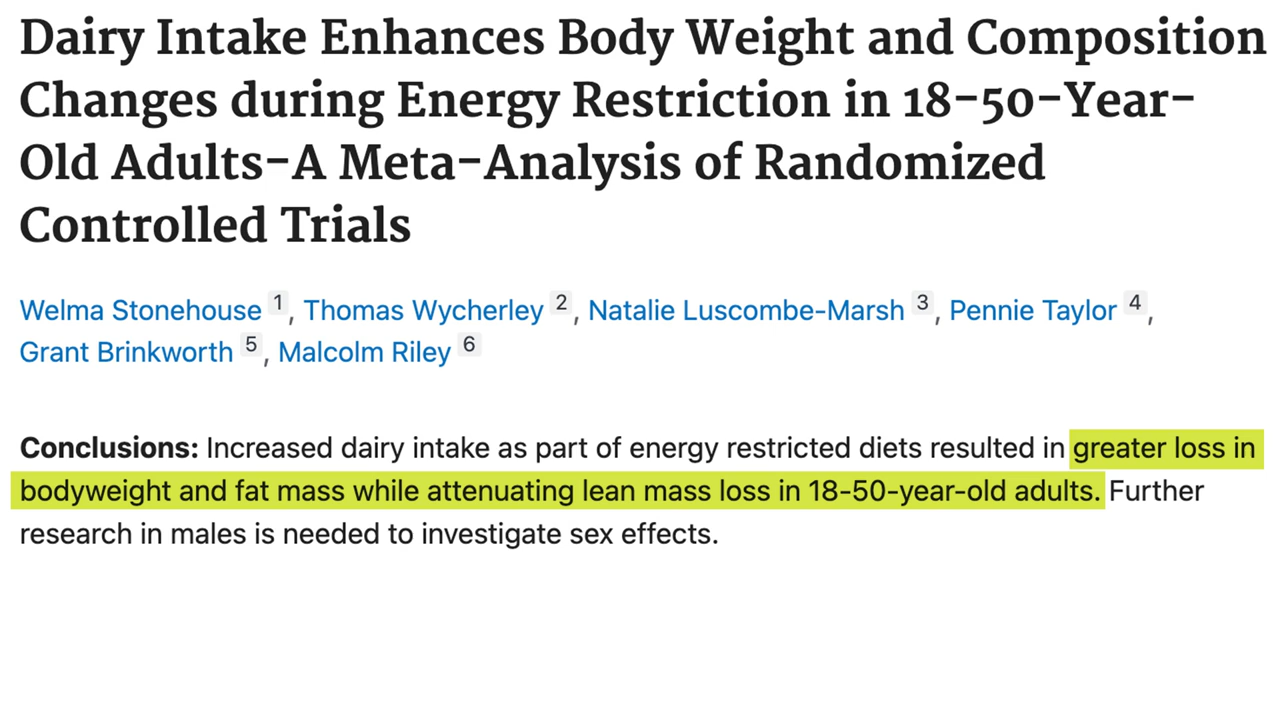 Dairy Intake Enhances Body Weight and Composition
Changes during Energy Restriction in 18-50-Year-
Old Adults-A Meta-Analysis of Randomized
Controlled Trials
Welma Stonehouse 1, Thomas Wycherley 2, Natalie Luscombe-Marsh 3, Pennie Taylor 4,
Grant Brinkworth 5, Malcolm Riley 6
Conclusions: Increased dairy intake as part of energy restricted diets resulted in greater loss in
bodyweight and fat mass while attenuating lean mass loss in 18-50-year-old adults. Further
research in males is needed to investigate sex effects.